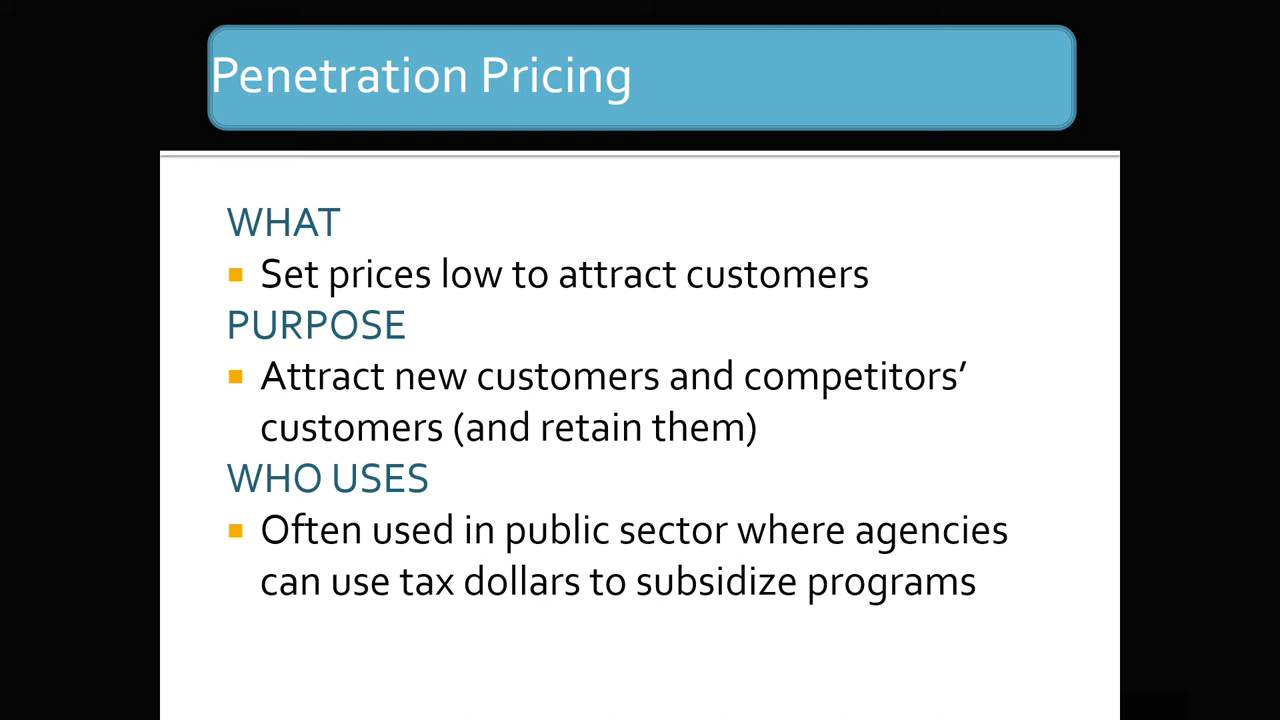 Penetration Pricing
WHAT
Set prices low to attract customers
PURPOSE
Attract new customers and competitors’
customers (and retain them)
WHO USES
Often used in public sector where agencies
can use tax dollars to subsidize programs